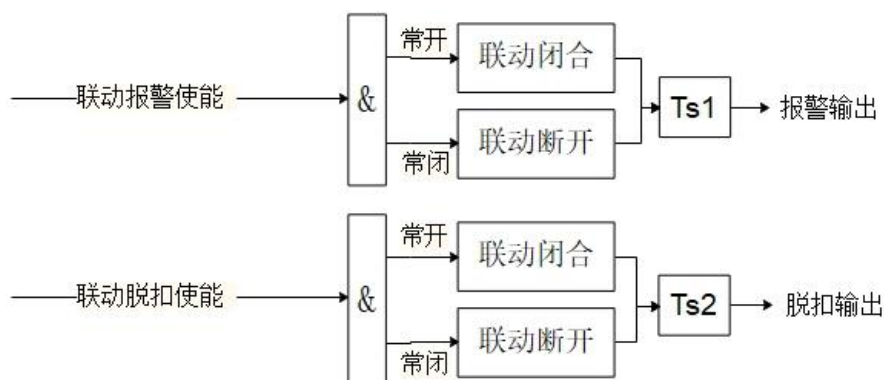 常开
联动闭合
联动报警使能
&
Ts1
报警输出
常闭
联动断开
常开
联动闭合
联动脱扣使能
&
Ts2
脱扣输出
常闭
联动断开